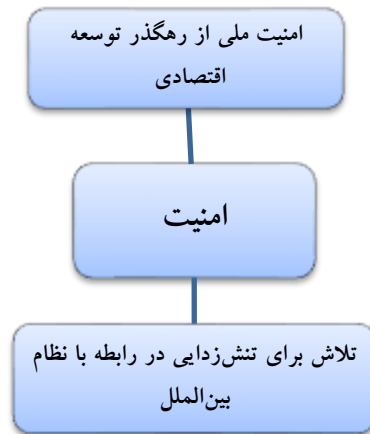 امنیت ملی از رهگذر توسعه
اقتصادی
امنیت
تلاش برای تنش‌زدایی در رابطه با نظام
بین‌الملل